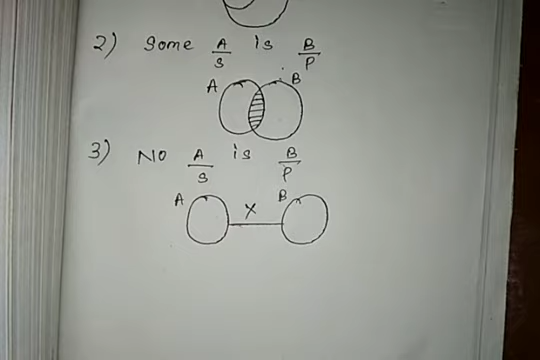 2) Some A/S is B/P
A B
3) No A/S is B/P
A X B